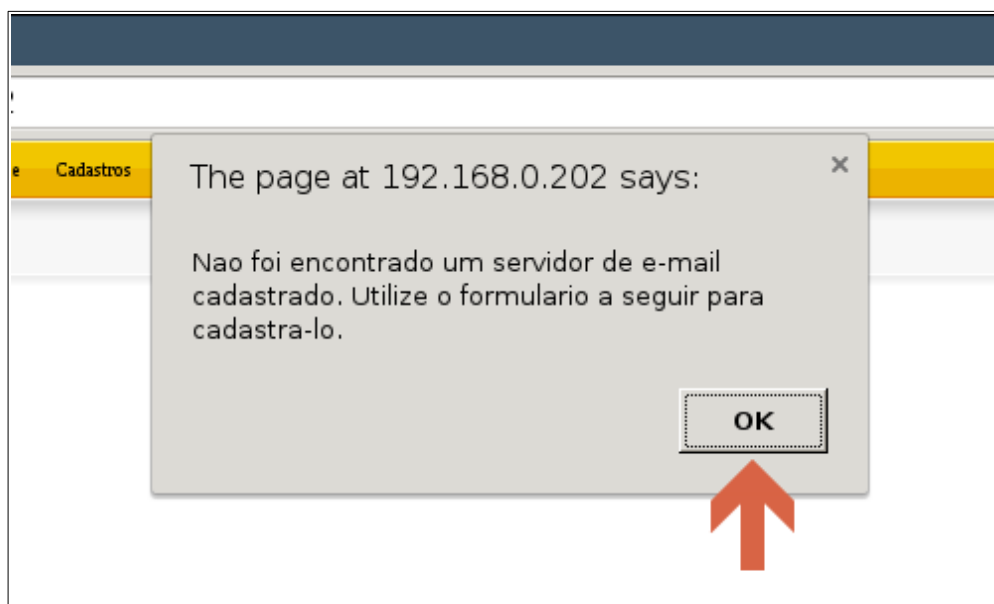 e Cadastros
The page at 192.168.0.202 says:
Nao foi encontrado um servidor de e-mail
cadastrado. Utilize o formulario a seguir para
cadastra-lo.
OK